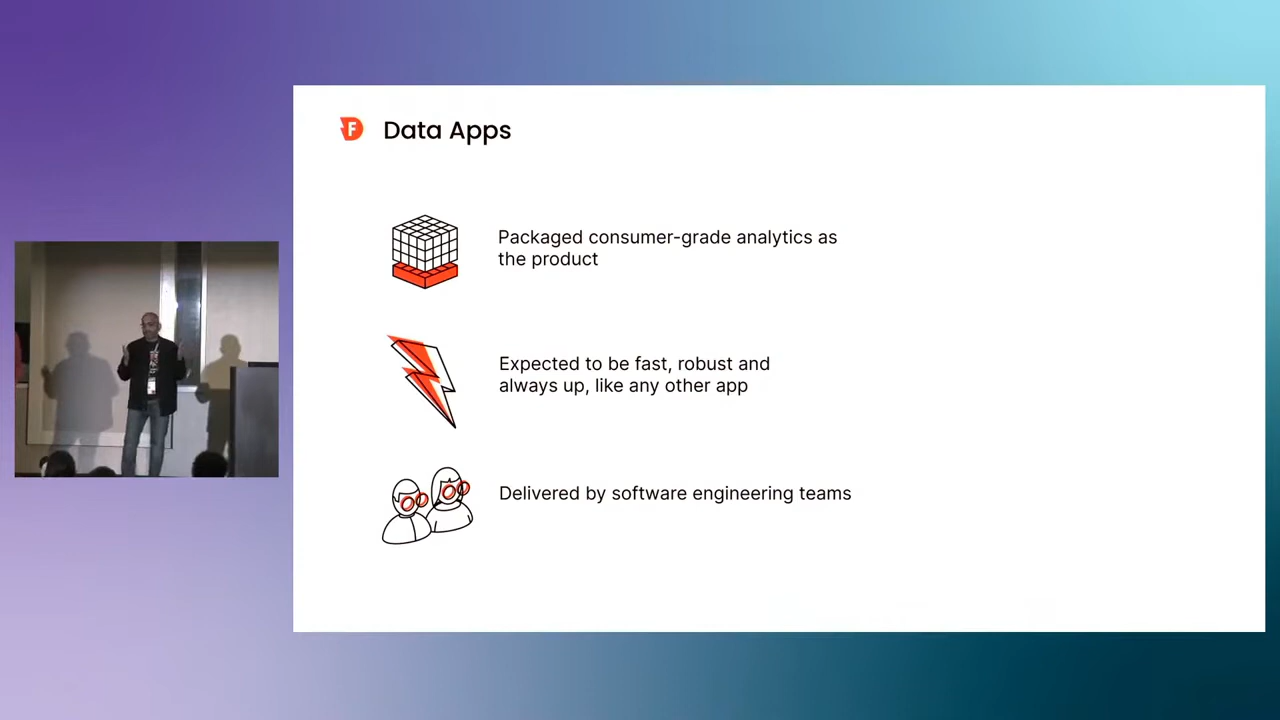 F
Data Apps
Packaged consumer-grade analytics as
the product
Expected to be fast, robust and
always up, like any other app
Delivered by software engineering teams